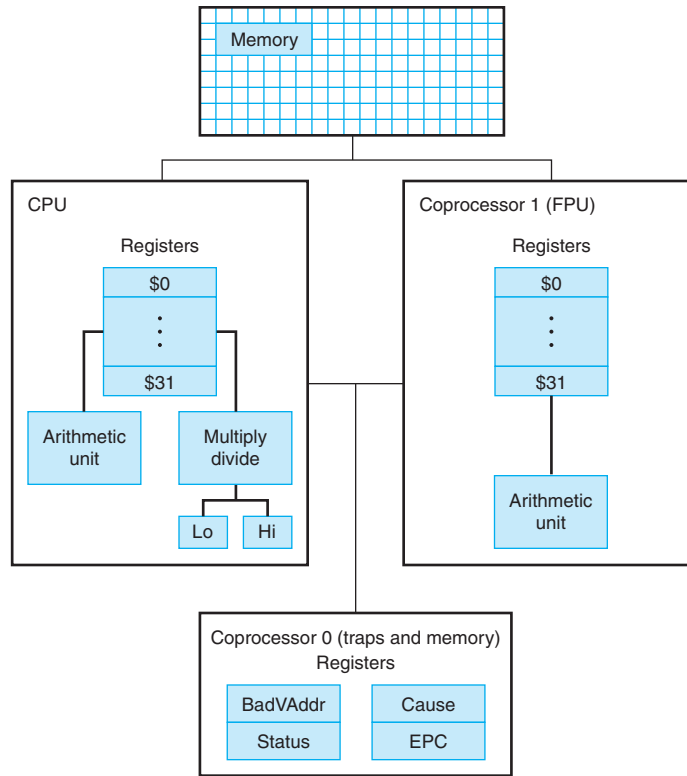 Memory
CPU
Registers
$0
$31
Arithmetic
unit
Multiply
divide
Lo
Hi
Coprocessor 1 (FPU)
Registers
$0
$31
Arithmetic
unit
Coprocessor 0 (traps and memory)
Registers
BadVAddr
Cause
Status
EPC